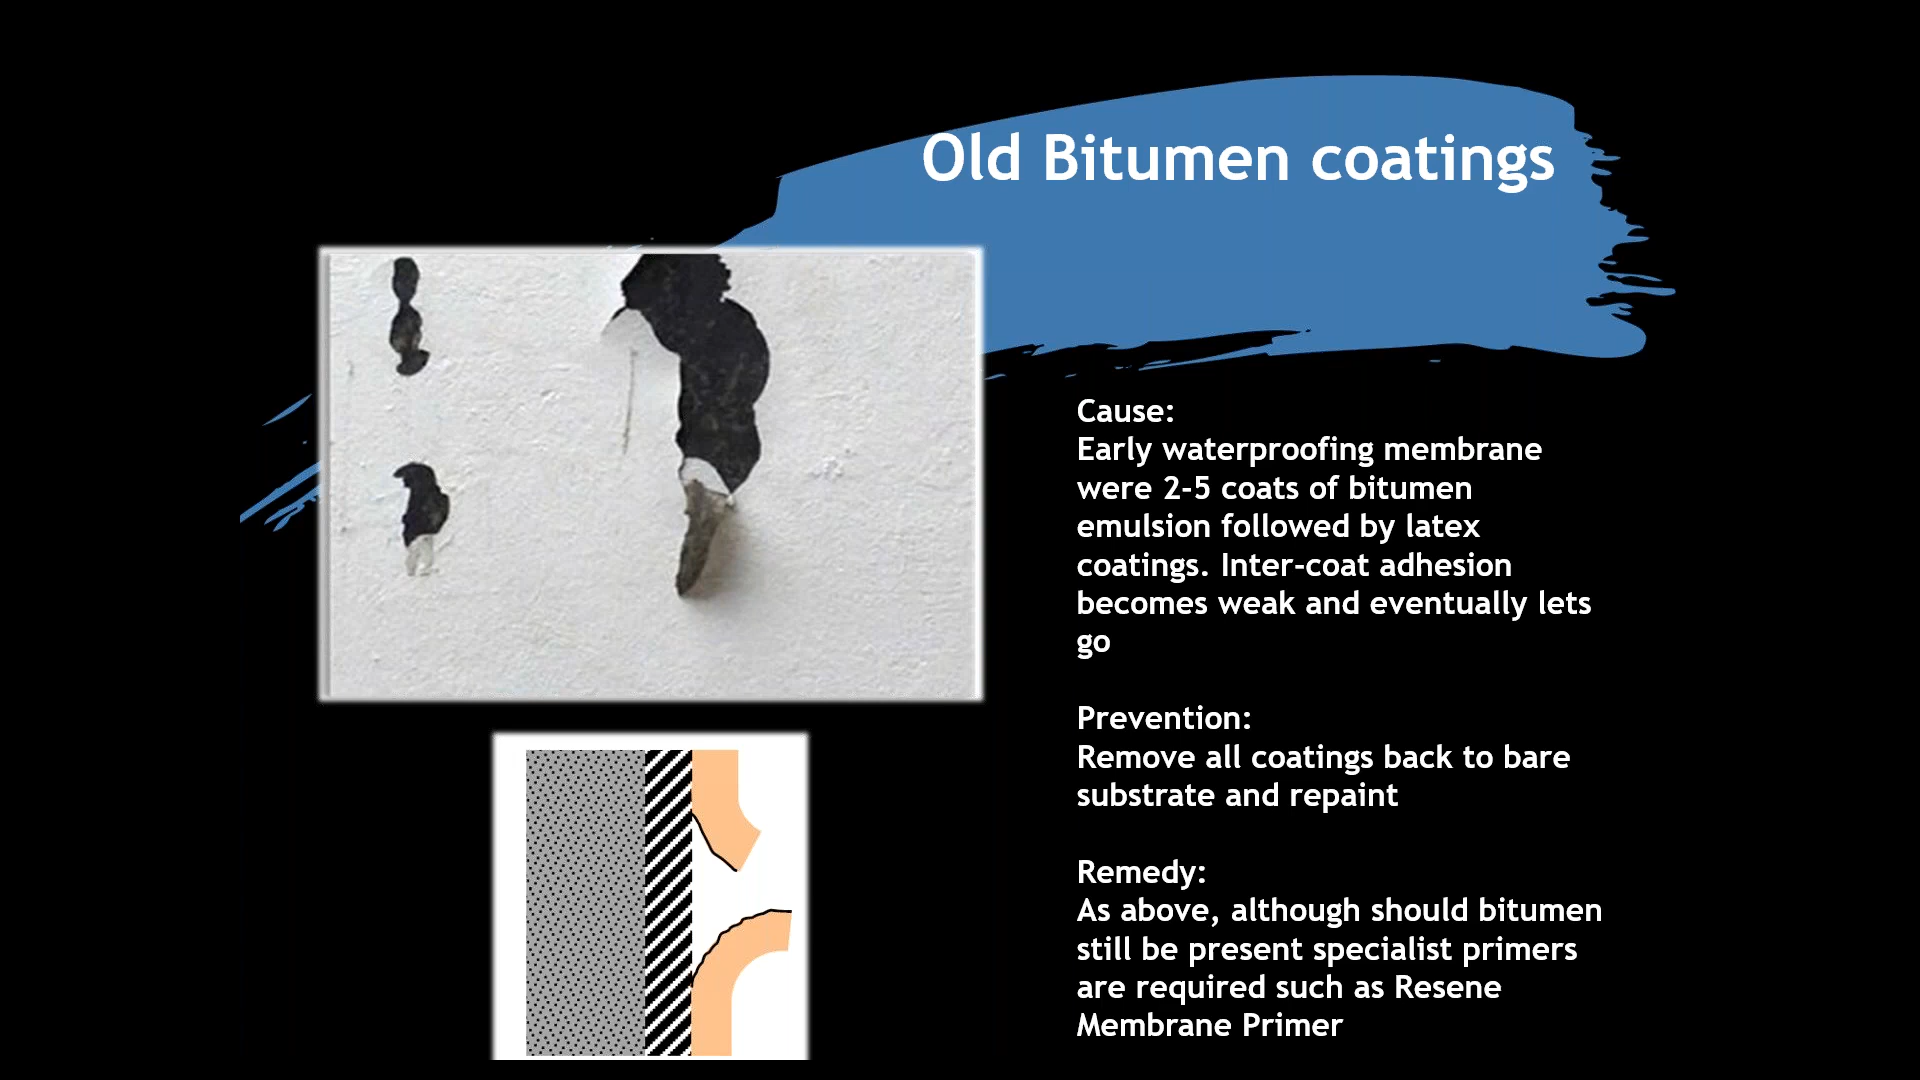 Old Bitumen coatings
Cause:
Early waterproofing membrane
were 2-5 coats of bitumen
emulsion followed by latex
coatings. Inter-coat adhesion
becomes weak and eventually lets
go
Prevention:
Remove all coatings back to bare
substrate and repaint
Remedy:
As above, although should bitumen
still be present specialist primers
are required such as Resene
Membrane Primer